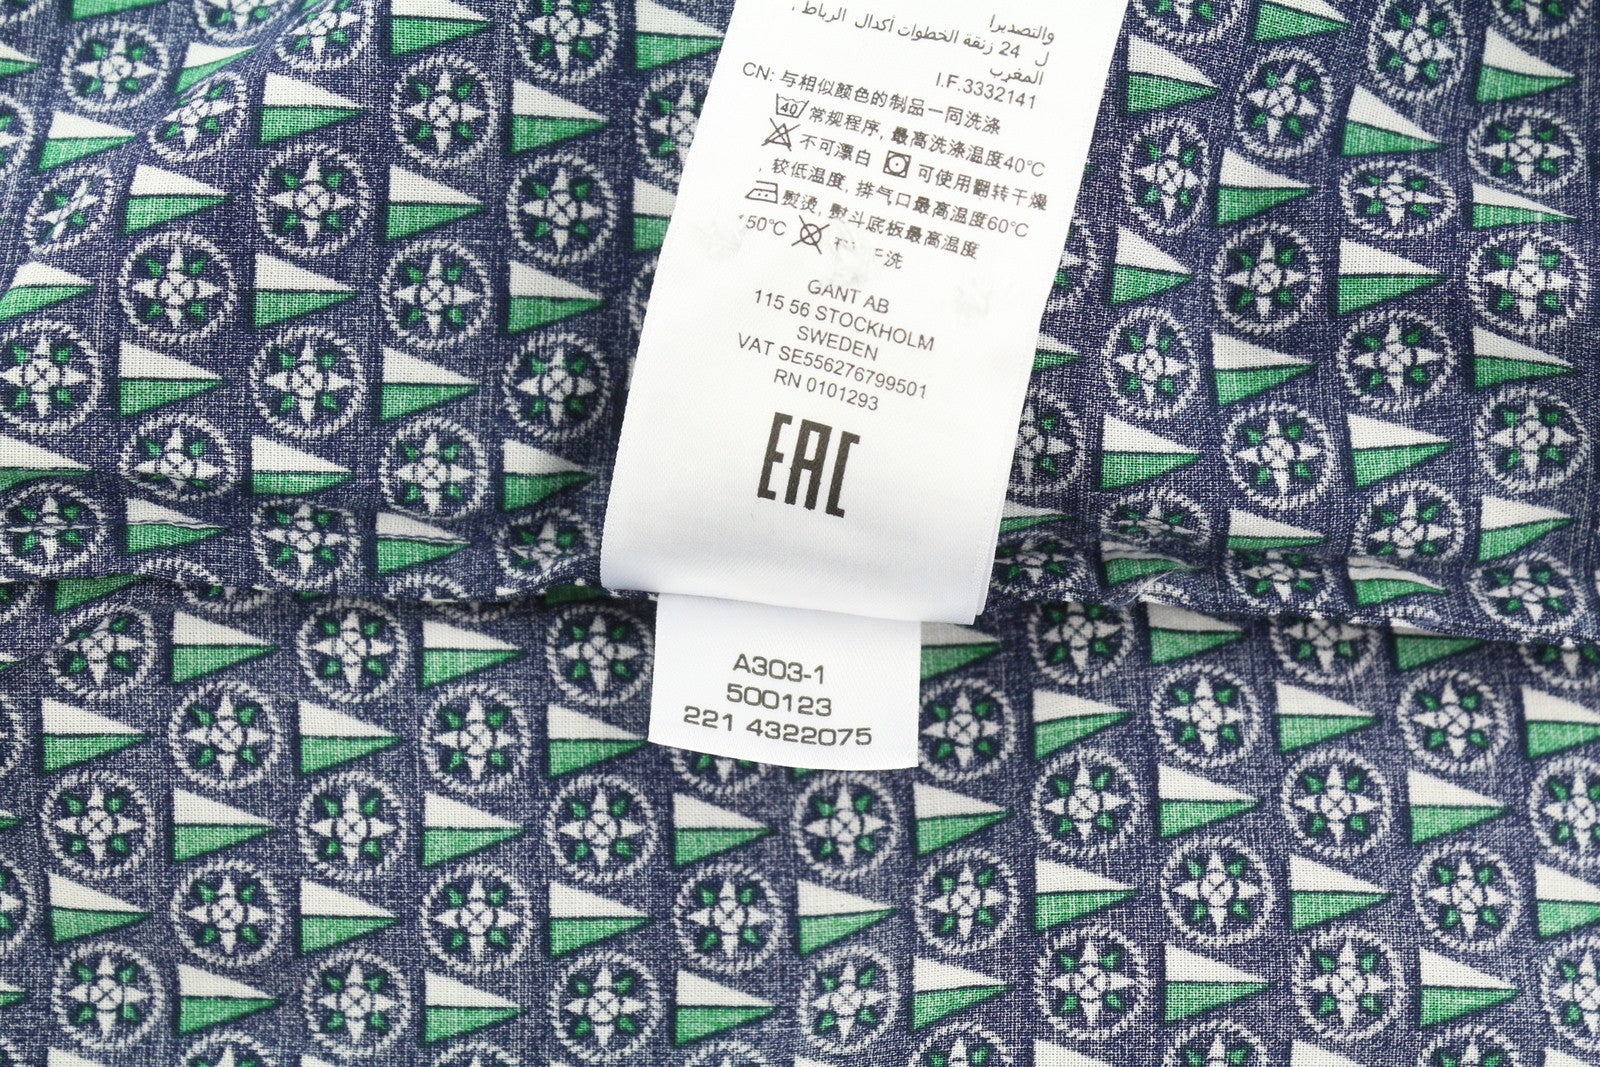 والتصديرا
ل 24 زنقة الخطوات أكدال الرباط ،
المغرب
I.F.3332141
CN: 与相似颜色的制品一同洗涤
40 常规程序, 最高洗涤温度40℃
不可漂白 可使用翻转干燥
, 较低温度, 排气口最高温度60℃
熨烫, 熨斗底板最高温度
50℃ 洗
GANT AB
115 56 STOCKHOLM
SWEDEN
VAT SE556276799501
RN 0101293
EAC
A303-1
500123
221 4322075